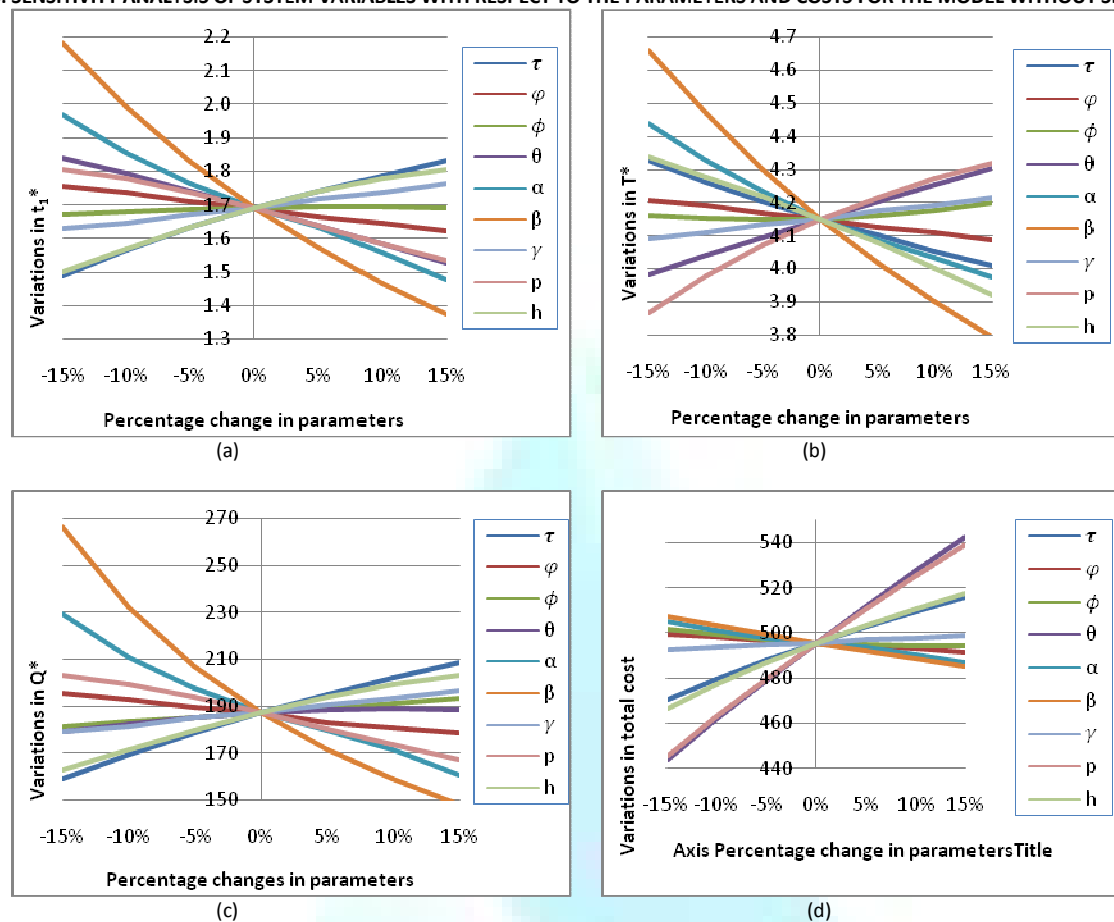 SENSITIVITY ANALYSIS OF SYSTEM VARIABLES WITH RESPECT TO THE PARAMETERS AND COSTS FOR THE MODEL WITHOUT
2.2
2.1
2.0
1.9
1.8
1.7
1.6
1.5
1.4
1.3
Variations in t₁*
-15% -10% -5% 0% 5% 10% 15%
Percentage change in parameters
τ
φ
ϕ
θ
α
β
γ
p
h
(a)
4.7
4.6
4.5
4.4
4.3
4.2
4.1
4.0
3.9
3.8
Variations in T*
-15% -10% -5% 0% 5% 10% 15%
Percentage change in parameters
τ
φ
ϕ
θ
α
β
γ
p
h
(b)
270
250
230
210
190
170
150
Variations in Q*
-15% -10% -5% 0% 5% 10% 15%
Percentage changes in parameters
τ
φ
ϕ
θ
α
β
γ
p
h
(c)
540
520
500
480
460
440
Variations in total cost
-15% -10% -5% 0% 5% 10% 15%
Axis Percentage change in parametersTitle
τ
φ
ϕ
θ
α
β
γ
p
h
(d)